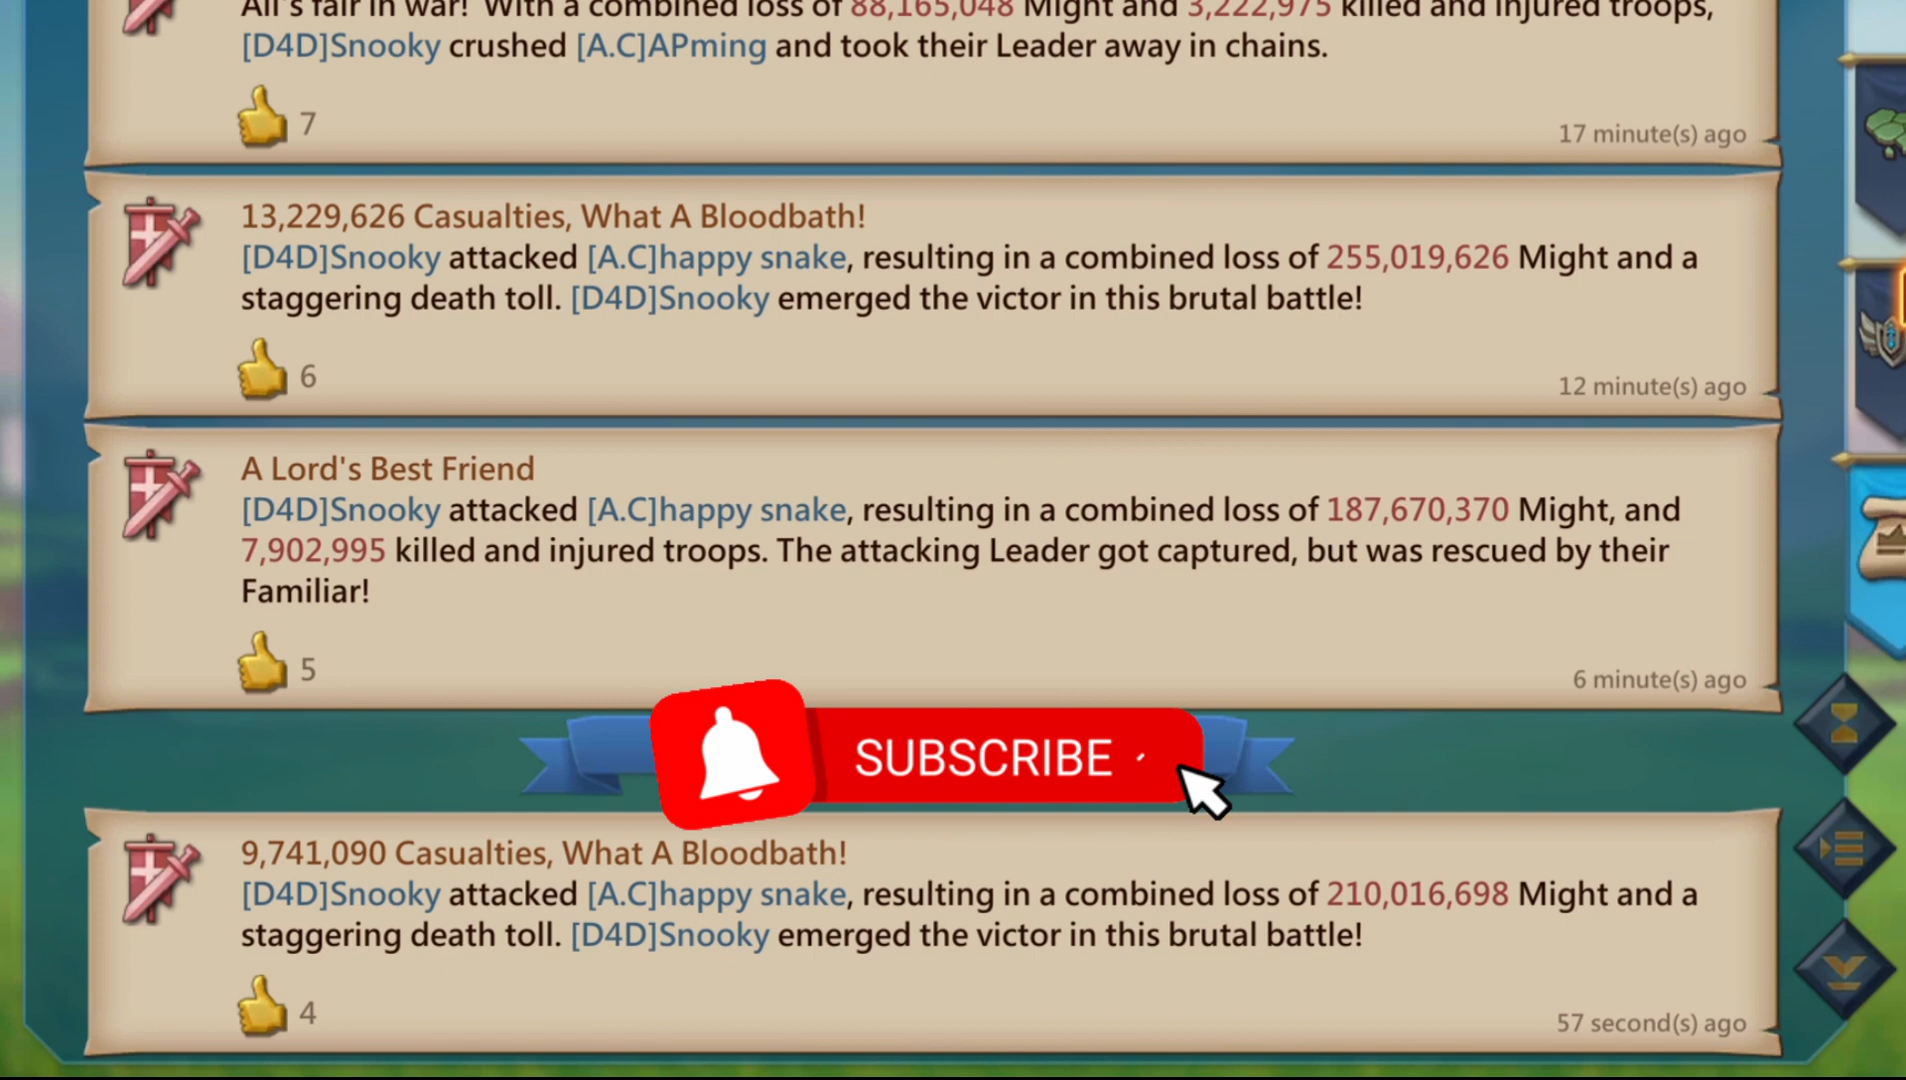 All's fair in war! With a combined loss of 88,165,048 Might and 3,222,975 killed and injured troops,
[D4D]Snooky crushed [A.C]APming and took their Leader away in chains.
7
17 minute(s) ago
13,229,626 Casualties, What A Bloodbath!
[D4D]Snooky attacked [A.C]happy snake, resulting in a combined loss of 255,019,626 Might and a
staggering death toll. [D4D]Snooky emerged the victor in this brutal battle!
6
12 minute(s) ago
A Lord's Best Friend
[D4D]Snooky attacked [A.C]happy snake, resulting in a combined loss of 187,670,370 Might, and
7,902,995 killed and injured troops. The attacking Leader got captured, but was rescued by their
Familiar!
5
6 minute(s) ago
SUBSCRIBE
9,741,090 Casualties, What A Bloodbath!
[D4D]Snooky attacked [A.C]happy snake, resulting in a combined loss of 210,016,698 Might and a
staggering death toll. [D4D]Snooky emerged the victor in this brutal battle!
4
57 second(s) ago